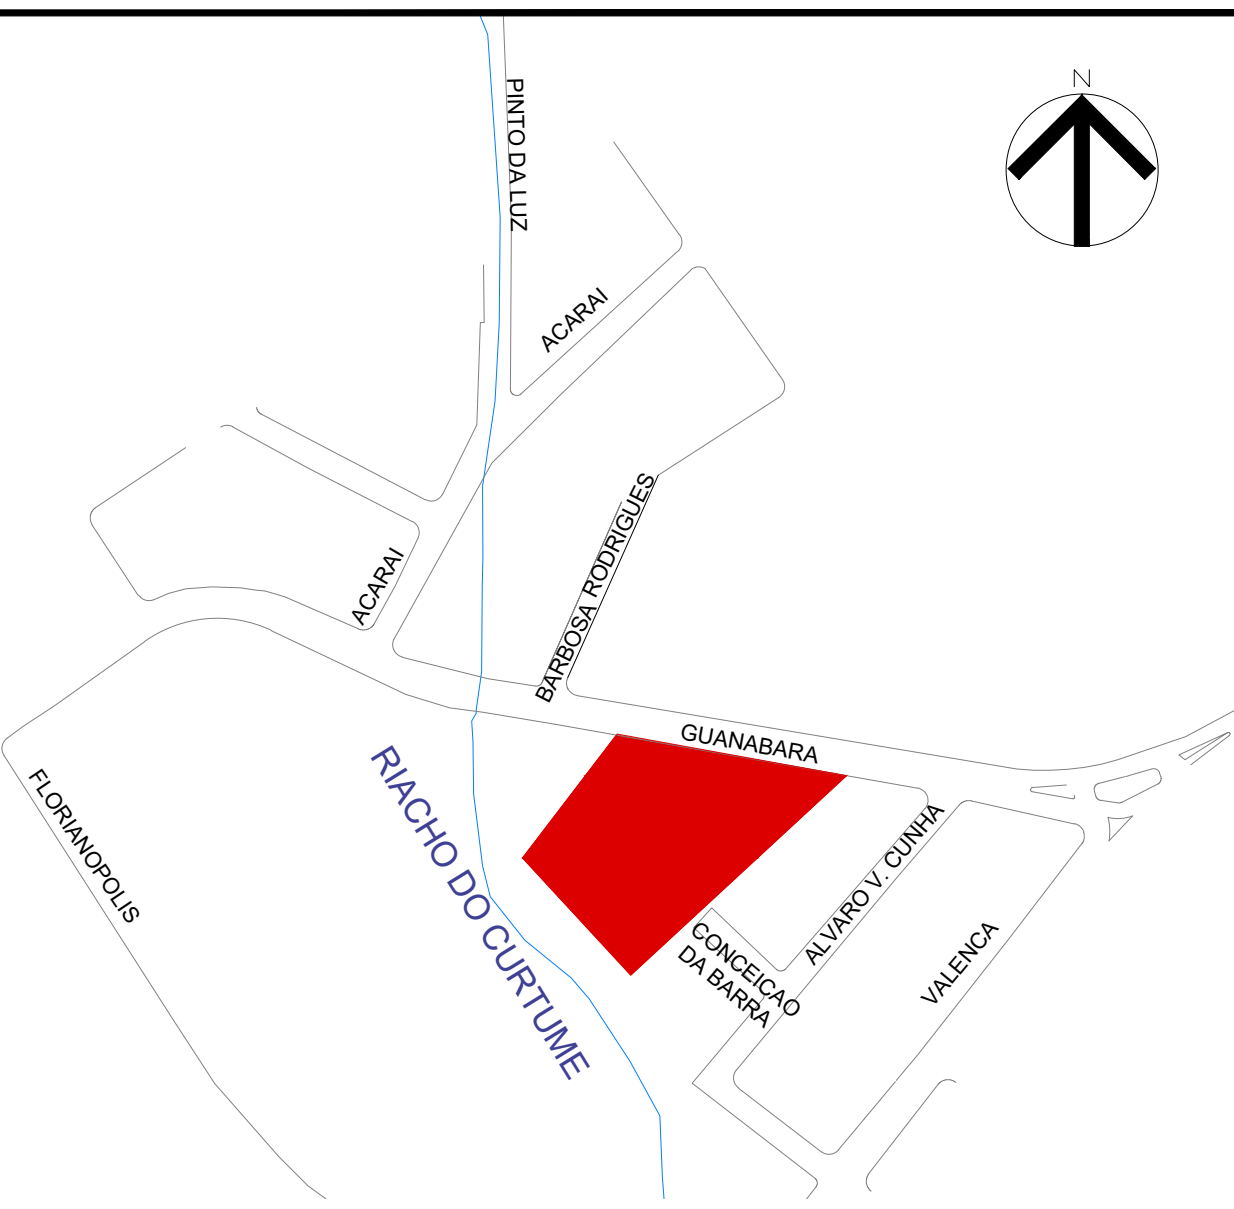 N
PINTO DA LUZ
ACARAI
BARBOSA RODRIGUES
ACARAI
GUANABARA
RIACHO DO CURTUME
FLORIANOPOLIS
ALVARO V. CUNHA
CONCEICAO
DA BARRA
VALENCA